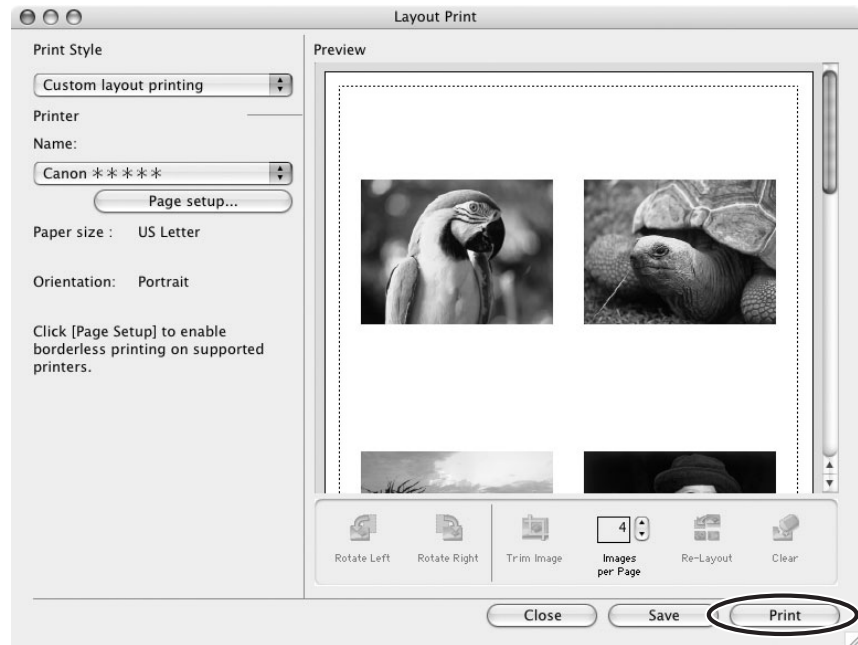 Layout Print
Print Style
Custom layout printing
Printer
Name:
Canon *****
Page setup...
Paper size : US Letter
Orientation: Portrait
Click [Page Setup] to enable
borderless printing on supported
printers.
Preview
Rotate Left Rotate Right Trim Image 4 Images Re-Layout Clear
per Page
Close Save Print